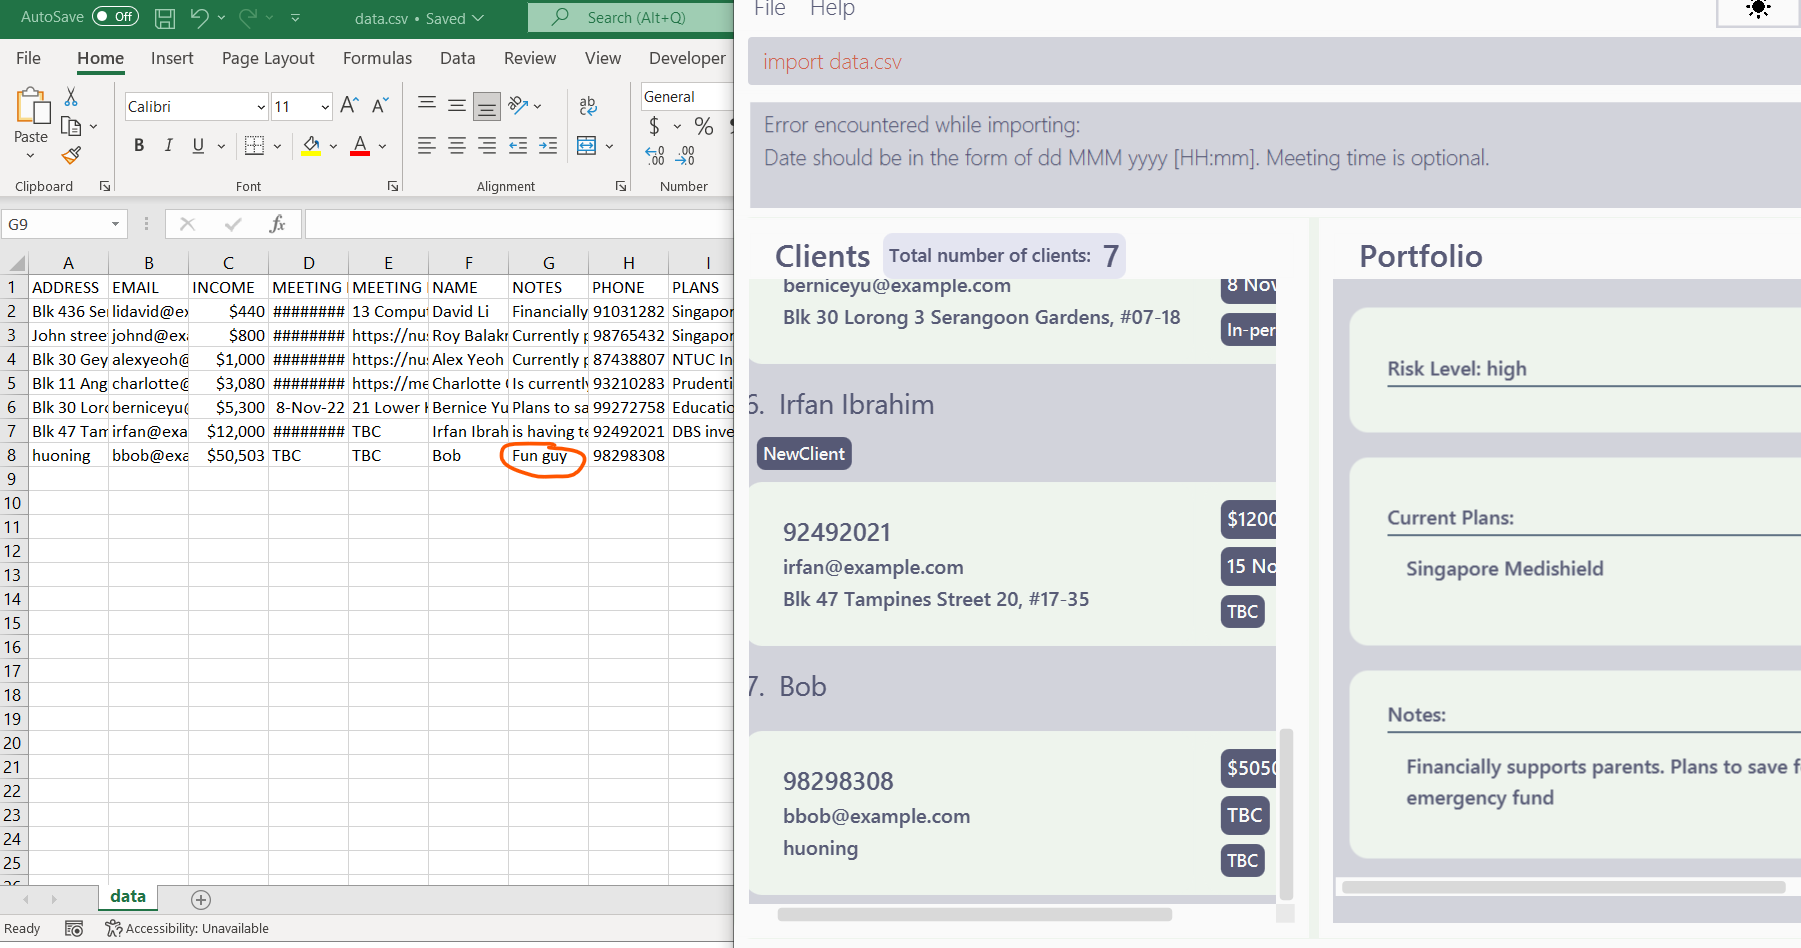 AutoSave Off data.csv • Saved Search (Alt+Q)
File Home Insert Page Layout Formulas Data Review View Developer
Paste Calibri 11 A A ab General
B I U A $ %
Clipboard Font Alignment Number
G9 fx
A B C D E F G H I
1 ADDRESS EMAIL INCOME MEETING MEETING NAME NOTES PHONE PLANS
2 Blk 436 Se lidavid@ex $440 ######## 13 Compu David Li Financially 91031282 Singapor
3 John stree johnd@exa $800 ######## https://nu Roy Balakr Currently p 98765432 Singapor
4 Blk 30 Gey alexyeoh@ $1,000 ######## https://nu Alex Yeoh Currently p 87438807 NTUC In
5 Blk 11 Ang charlotte@ $3,080 ######## https://me Charlotte Is currently 93210283 Prudenti
6 Blk 30 Lor berniceyu@ $5,300 8-Nov-22 21 Lower Bernice Yu Plans to sa 99272758 Educatio
7 Blk 47 Tam irfan@exa $12,000 ######## TBC Irfan Ibrah is having te 92492021 DBS inve
8 huoning bbob@exa $50,503 TBC TBC Bob Fun guy 98298308
9
10
11
12
13
14
15
16
17
18
19
20
21
22
23
24
25
data
Ready Accessibility: Unavailable
File Help
import data.csv
Error encountered while importing:
Date should be in the form of dd MMM yyyy [HH:mm]. Meeting time is optional.
Clients Total number of clients: 7
berniceyu@example.com 8 Nov
Blk 30 Lorong 3 Serangoon Gardens, #07-18 In-per
6. Irfan Ibrahim
NewClient
92492021 $1200
irfan@example.com 15 No
Blk 47 Tampines Street 20, #17-35 TBC
7. Bob
98298308 $5050
bbob@example.com TBC
huoning TBC
Portfolio
Risk Level: high
Current Plans:
Singapore Medishield
Notes:
Financially supports parents. Plans to save f
emergency fund